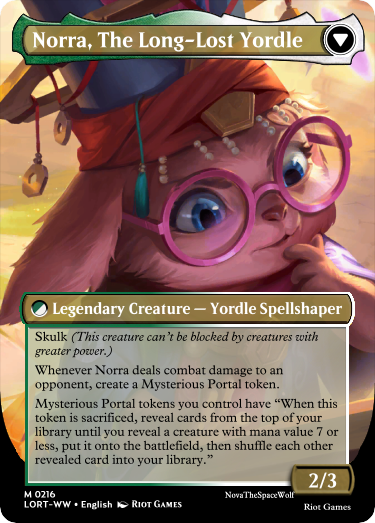 Norra, The Long-Lost Yordle
Legendary Creature — Yordle Spellshaper
Skulk (This creature can't be blocked by creatures with
greater power.)
Whenever Norra deals combat damage to an
opponent, create a Mysterious Portal token.
Mysterious Portal tokens you control have “When this
token is sacrificed, reveal cards from the top of your
library until you reveal a creature with mana value 7 or
less, put it onto the battlefield, then shuffle each other
revealed card into your library.”
2/3
M 0216
LORT-WW • English Riot Games
NovaTheSpaceWolf
Riot Games